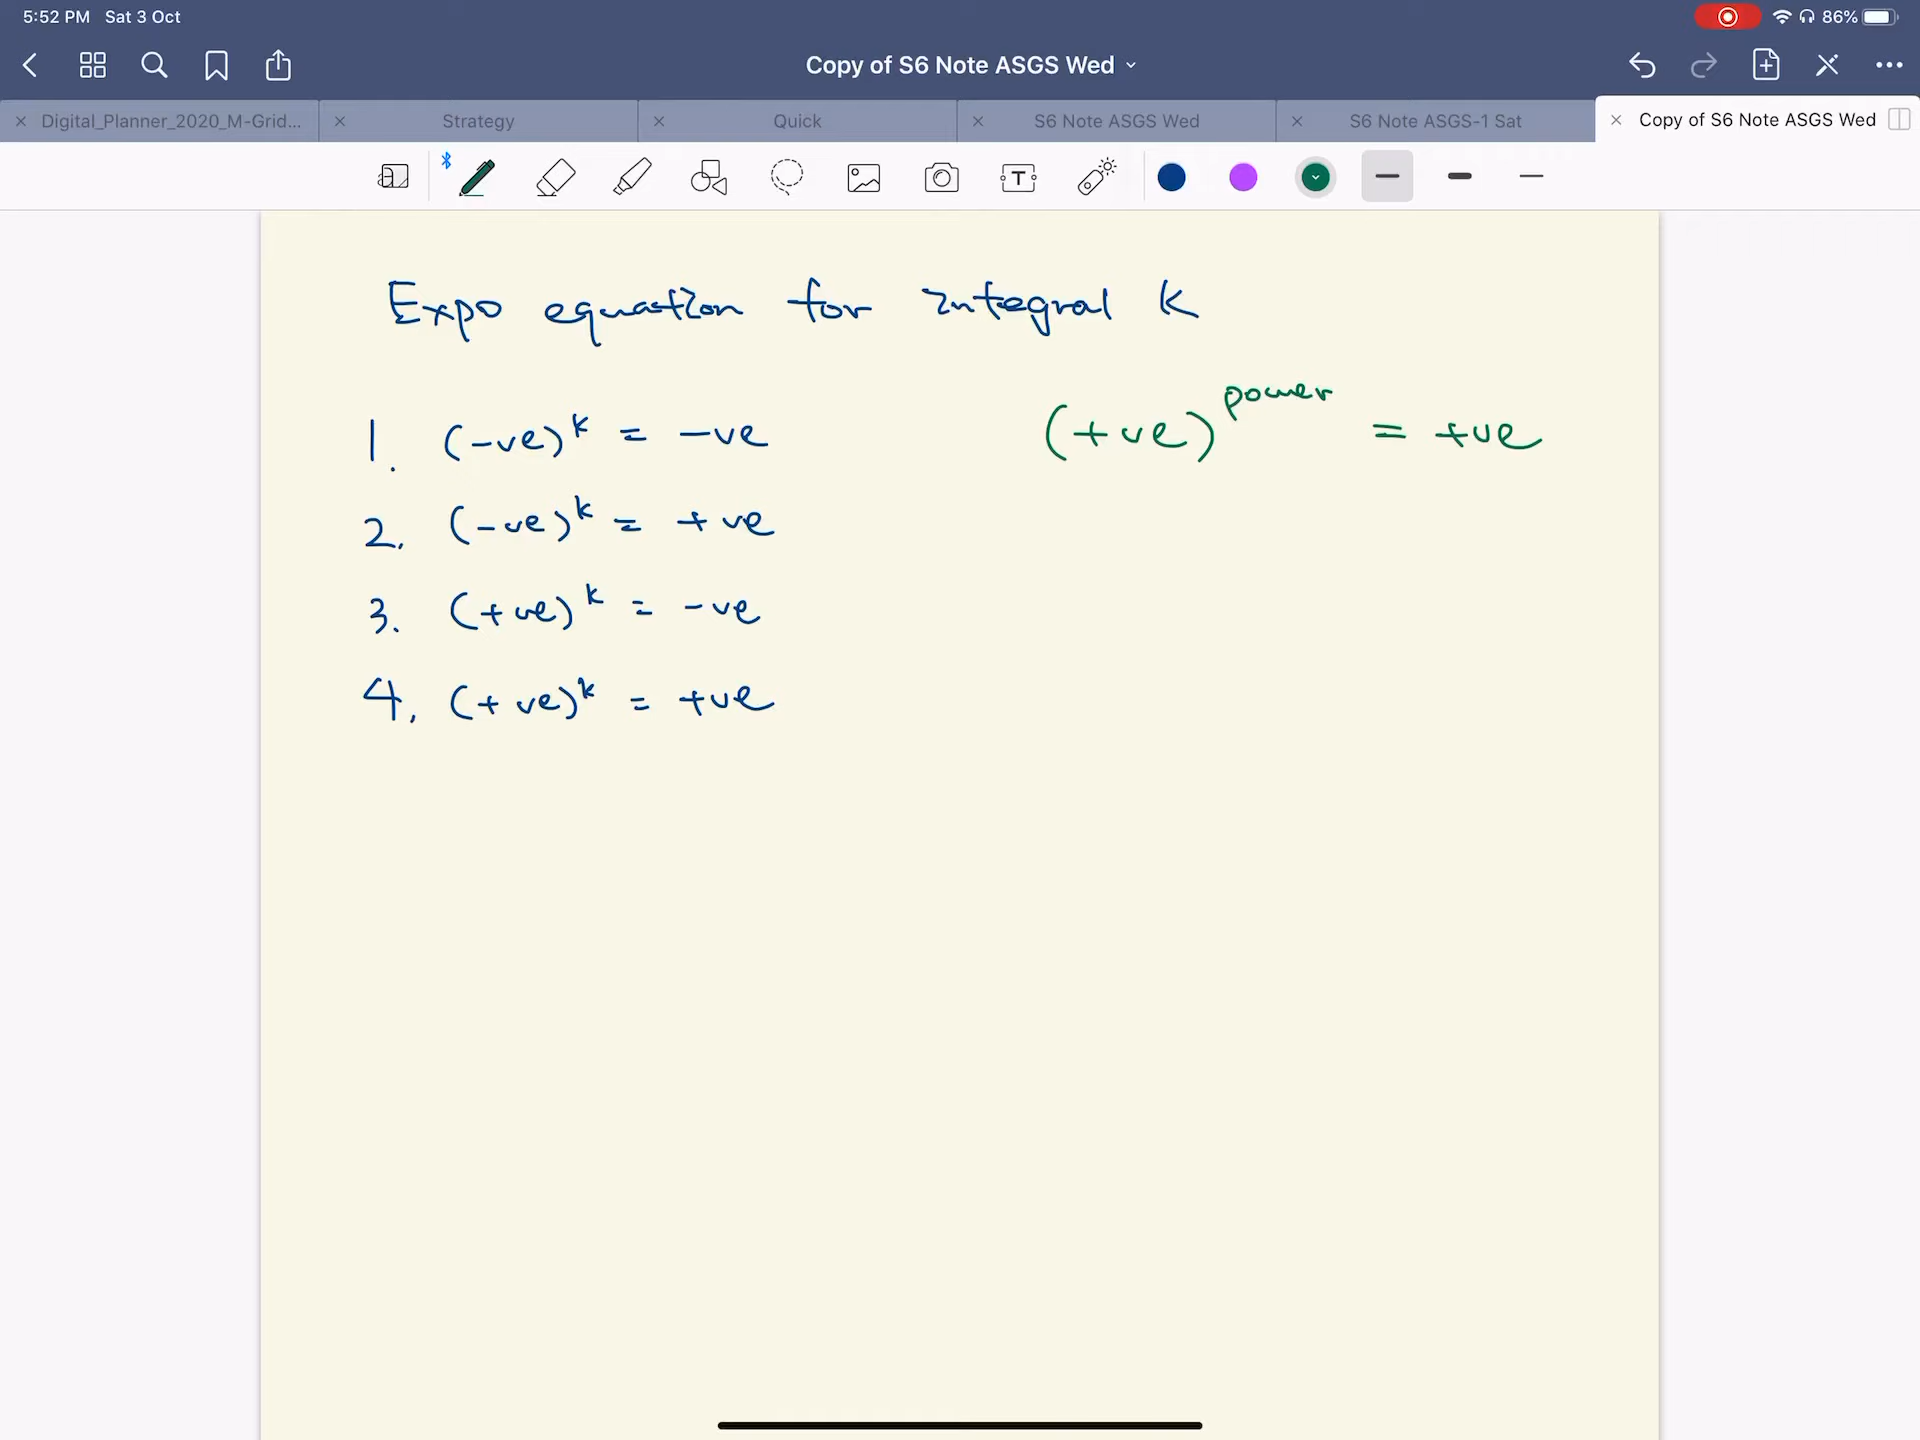 5:52 PM Sat 3 Oct 86%
Copy of S6 Note ASGS Wed
Digital_Planner_2020_M-Grid... Strategy Quick S6 Note ASGS Wed S6 Note ASGS-1 Sat Copy of S6 Note ASGS Wed
Expo equation for integral k
1. (-ve)^k = -ve
(+ve)^power = +ve
2. (-ve)^k = +ve
3. (+ve)^k = -ve
4. (+ve)^k = +ve